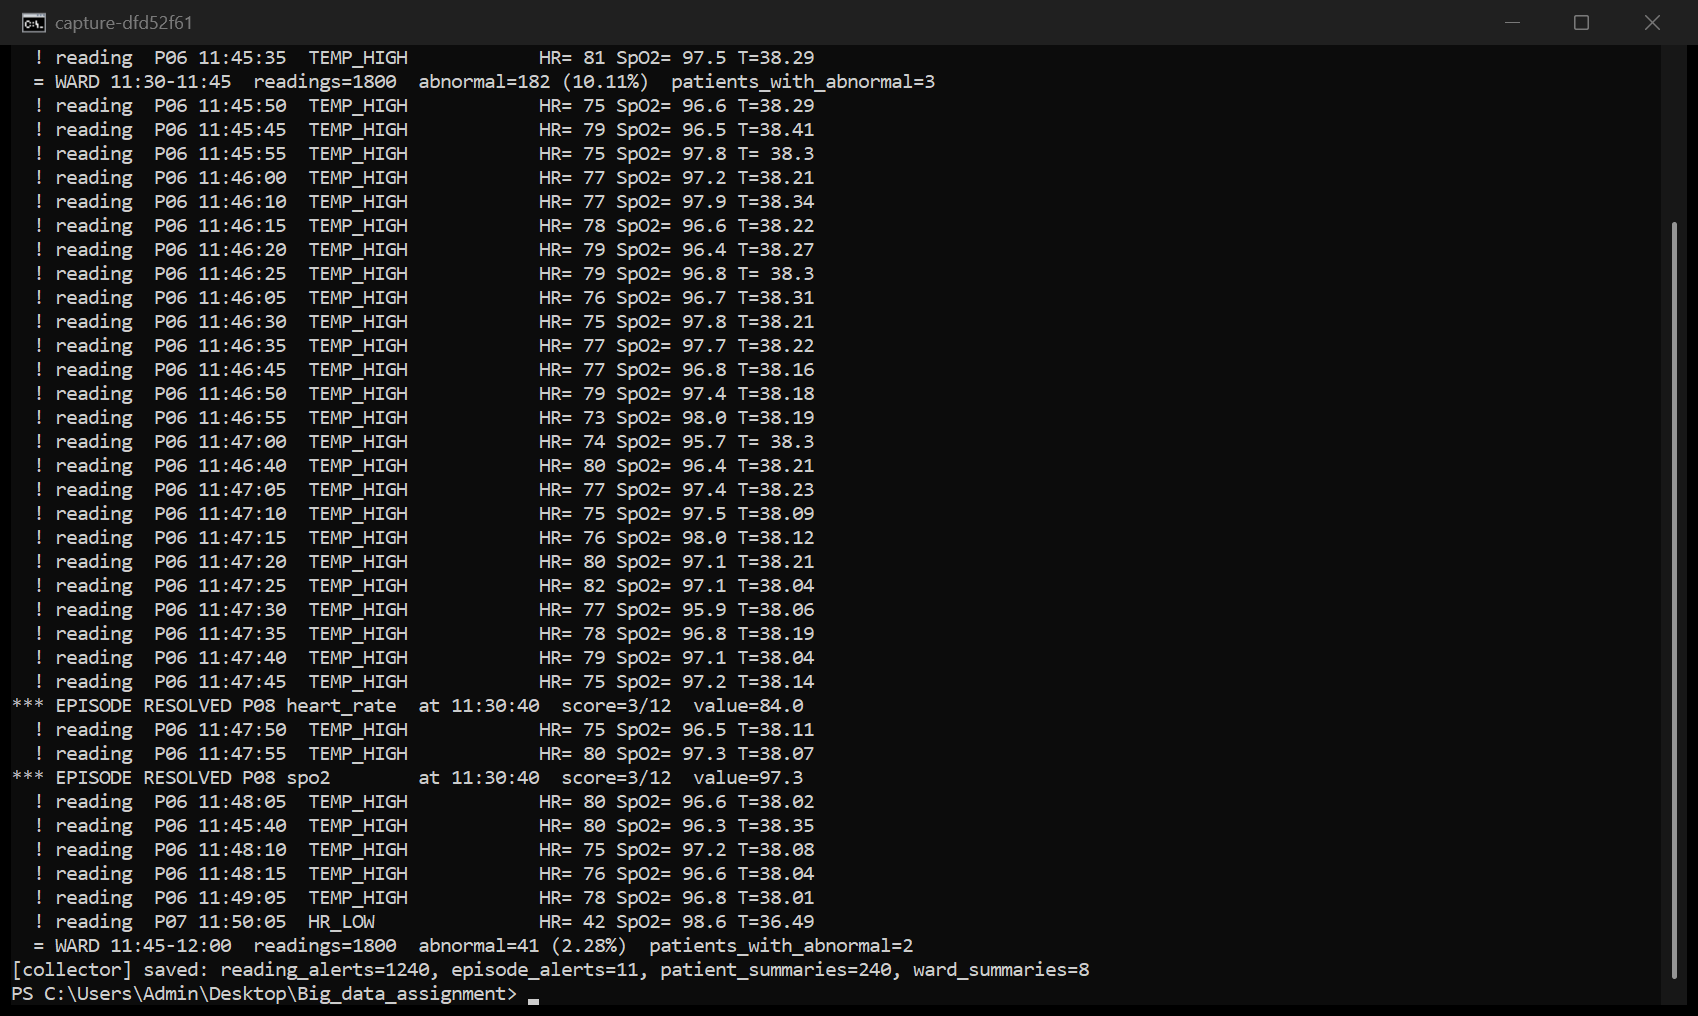 capture-dfd52f61
! reading  P06 11:45:35  TEMP_HIGH            HR= 81 SpO2= 97.5 T=38.29
= WARD 11:30-11:45  readings=1800  abnormal=182 (10.11%)  patients_with_abnormal=3
! reading  P06 11:45:50  TEMP_HIGH            HR= 75 SpO2= 96.6 T=38.29
! reading  P06 11:45:45  TEMP_HIGH            HR= 79 SpO2= 96.5 T=38.41
! reading  P06 11:45:55  TEMP_HIGH            HR= 75 SpO2= 97.8 T= 38.3
! reading  P06 11:46:00  TEMP_HIGH            HR= 77 SpO2= 97.2 T=38.21
! reading  P06 11:46:10  TEMP_HIGH            HR= 77 SpO2= 97.9 T=38.34
! reading  P06 11:46:15  TEMP_HIGH            HR= 78 SpO2= 96.6 T=38.22
! reading  P06 11:46:20  TEMP_HIGH            HR= 79 SpO2= 96.4 T=38.27
! reading  P06 11:46:25  TEMP_HIGH            HR= 79 SpO2= 96.8 T= 38.3
! reading  P06 11:46:05  TEMP_HIGH            HR= 76 SpO2= 96.7 T=38.31
! reading  P06 11:46:30  TEMP_HIGH            HR= 75 SpO2= 97.8 T=38.21
! reading  P06 11:46:35  TEMP_HIGH            HR= 77 SpO2= 97.7 T=38.22
! reading  P06 11:46:45  TEMP_HIGH            HR= 77 SpO2= 96.8 T=38.16
! reading  P06 11:46:50  TEMP_HIGH            HR= 79 SpO2= 97.4 T=38.18
! reading  P06 11:46:55  TEMP_HIGH            HR= 73 SpO2= 98.0 T=38.19
! reading  P06 11:47:00  TEMP_HIGH            HR= 74 SpO2= 95.7 T= 38.3
! reading  P06 11:46:40  TEMP_HIGH            HR= 80 SpO2= 96.4 T=38.21
! reading  P06 11:47:05  TEMP_HIGH            HR= 77 SpO2= 97.4 T=38.23
! reading  P06 11:47:10  TEMP_HIGH            HR= 75 SpO2= 97.5 T=38.09
! reading  P06 11:47:15  TEMP_HIGH            HR= 76 SpO2= 98.0 T=38.12
! reading  P06 11:47:20  TEMP_HIGH            HR= 80 SpO2= 97.1 T=38.21
! reading  P06 11:47:25  TEMP_HIGH            HR= 82 SpO2= 97.1 T=38.04
! reading  P06 11:47:30  TEMP_HIGH            HR= 77 SpO2= 95.9 T=38.06
! reading  P06 11:47:35  TEMP_HIGH            HR= 78 SpO2= 96.8 T=38.19
! reading  P06 11:47:40  TEMP_HIGH            HR= 79 SpO2= 97.1 T=38.04
! reading  P06 11:47:45  TEMP_HIGH            HR= 75 SpO2= 97.2 T=38.14
*** EPISODE RESOLVED P08 heart_rate  at 11:30:40  score=3/12  value=84.0
! reading  P06 11:47:50  TEMP_HIGH            HR= 75 SpO2= 96.5 T=38.11
! reading  P06 11:47:55  TEMP_HIGH            HR= 80 SpO2= 97.3 T=38.07
*** EPISODE RESOLVED P08 spo2        at 11:30:40  score=3/12  value=97.3
! reading  P06 11:48:05  TEMP_HIGH            HR= 80 SpO2= 96.6 T=38.02
! reading  P06 11:45:40  TEMP_HIGH            HR= 80 SpO2= 96.3 T=38.35
! reading  P06 11:48:10  TEMP_HIGH            HR= 75 SpO2= 97.2 T=38.08
! reading  P06 11:48:15  TEMP_HIGH            HR= 76 SpO2= 96.6 T=38.04
! reading  P06 11:49:05  TEMP_HIGH            HR= 78 SpO2= 96.8 T=38.01
! reading  P07 11:50:05  HR_LOW               HR= 42 SpO2= 98.6 T=36.49
= WARD 11:45-12:00  readings=1800  abnormal=41 (2.28%)  patients_with_abnormal=2
[collector] saved: reading_alerts=1240, episode_alerts=11, patient_summaries=240, ward_summaries=8
PS C:\Users\Admin\Desktop\Big_data_assignment>